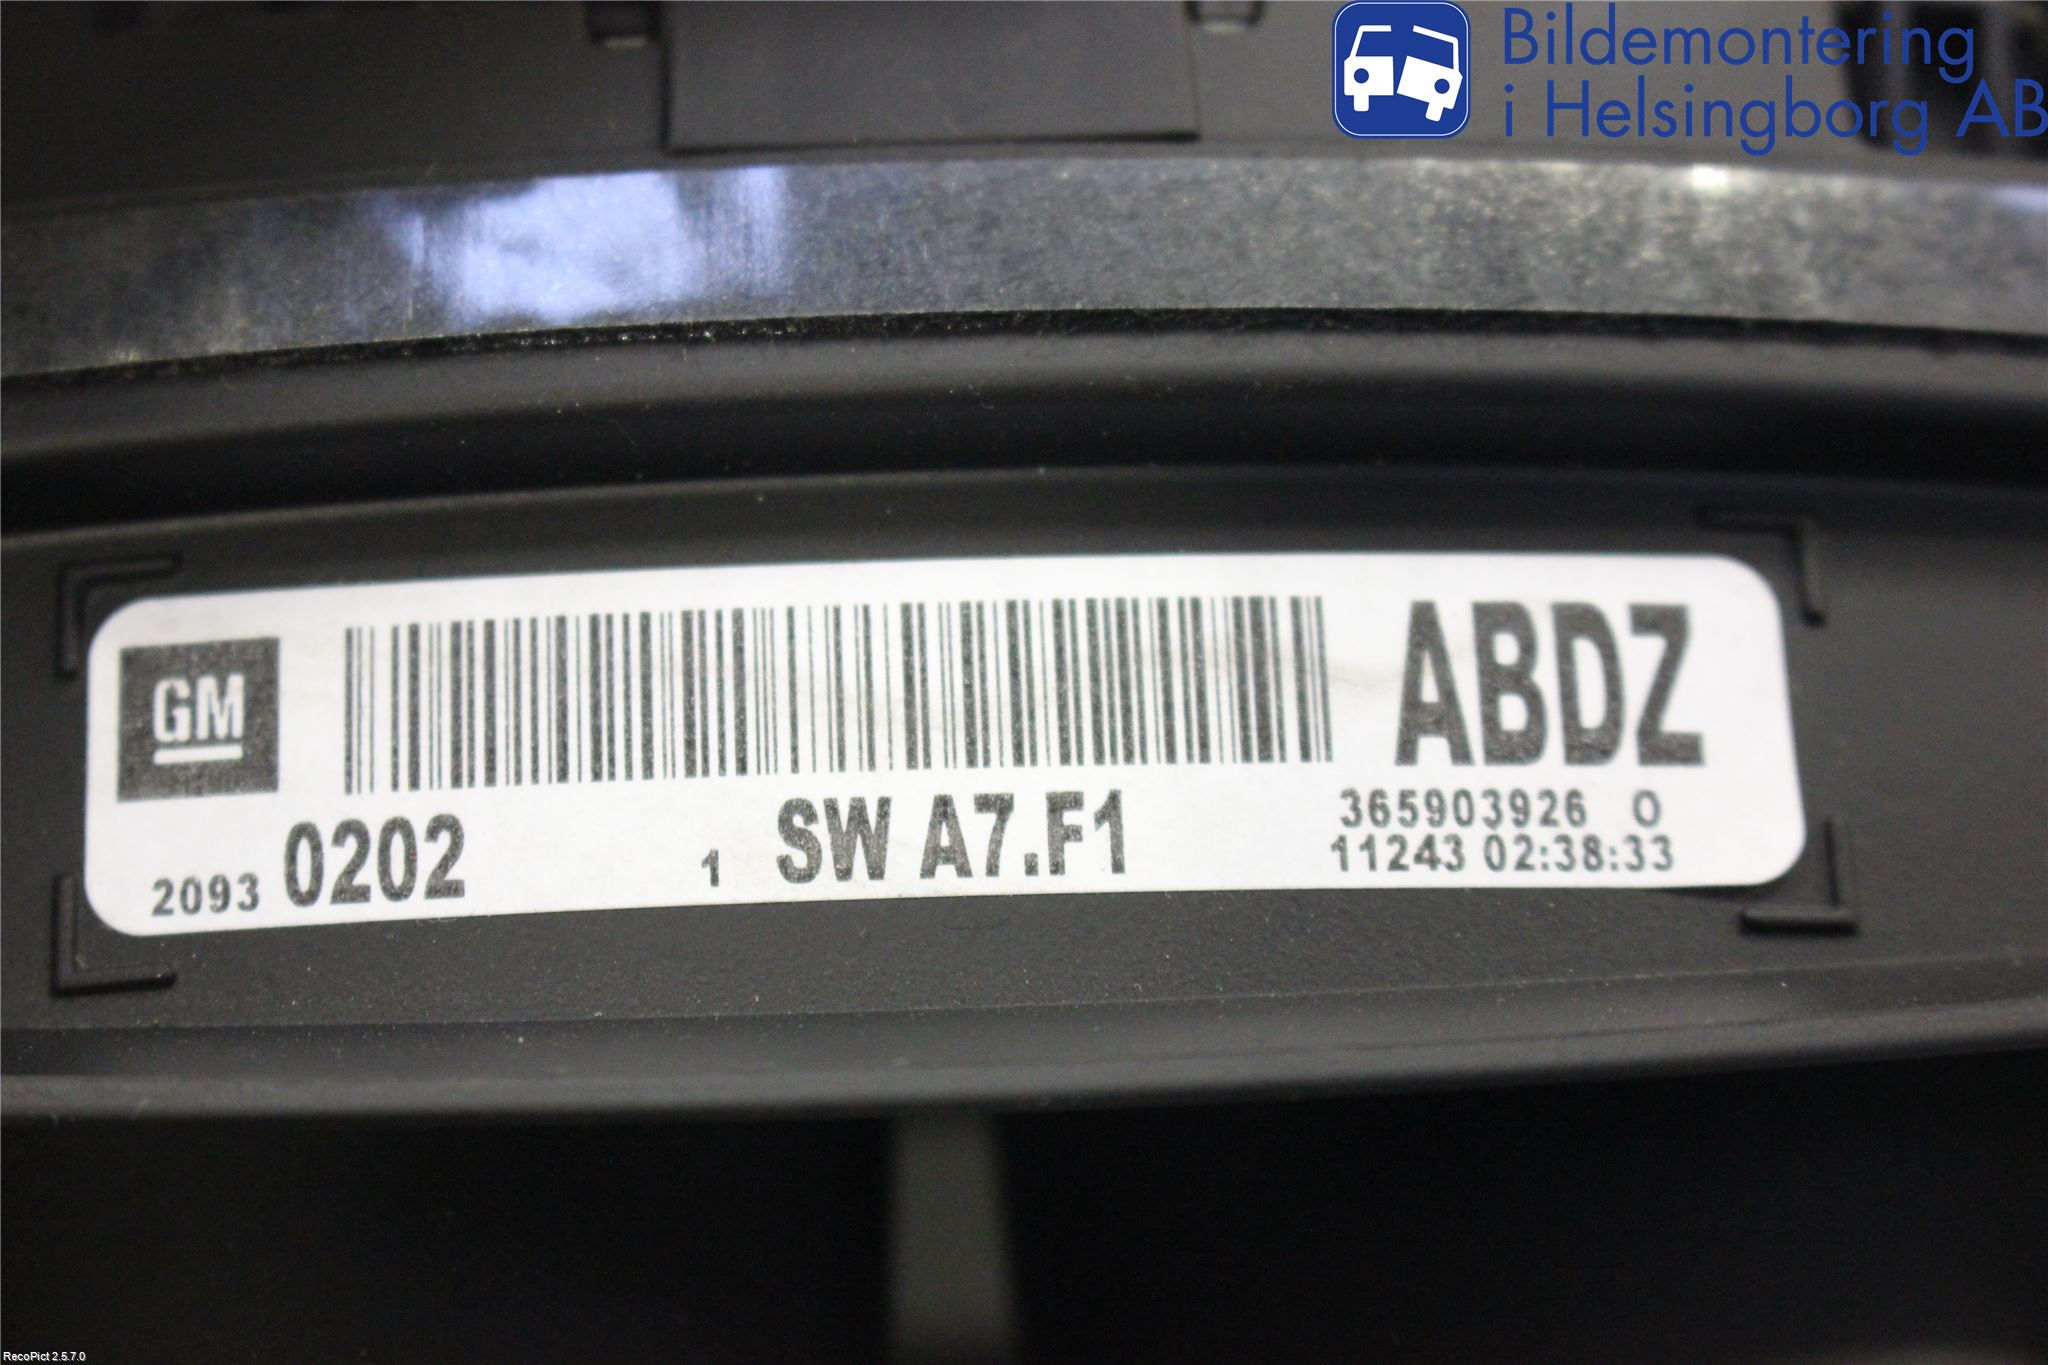 Bildemontering
i Helsingborg AB
GM
ABDZ
2093 0202 1 SW A7.F1
365903926 0
11243 02:38:33
RecoPict 2.5.7.0